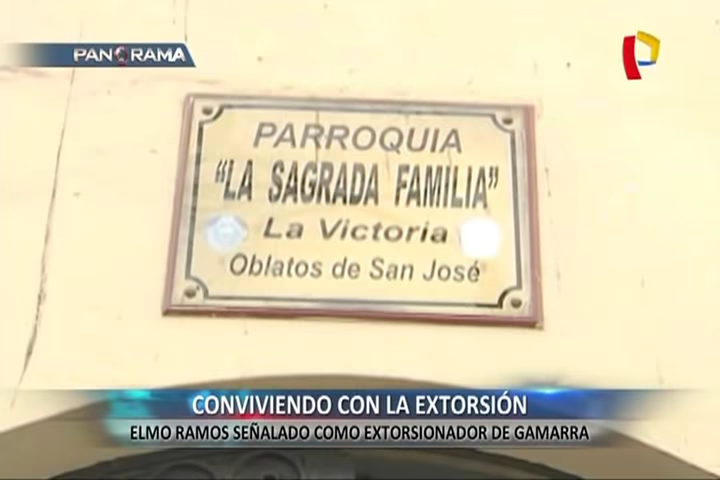 PANORAMA
PARROQUIA
"LA SAGRADA FAMILIA"
La Victoria
Oblatos de San José
CONVIVIENDO CON LA EXTORSIÓN
ELMO RAMOS SEÑALADO COMO EXTORSIONADOR DE GAMARRA